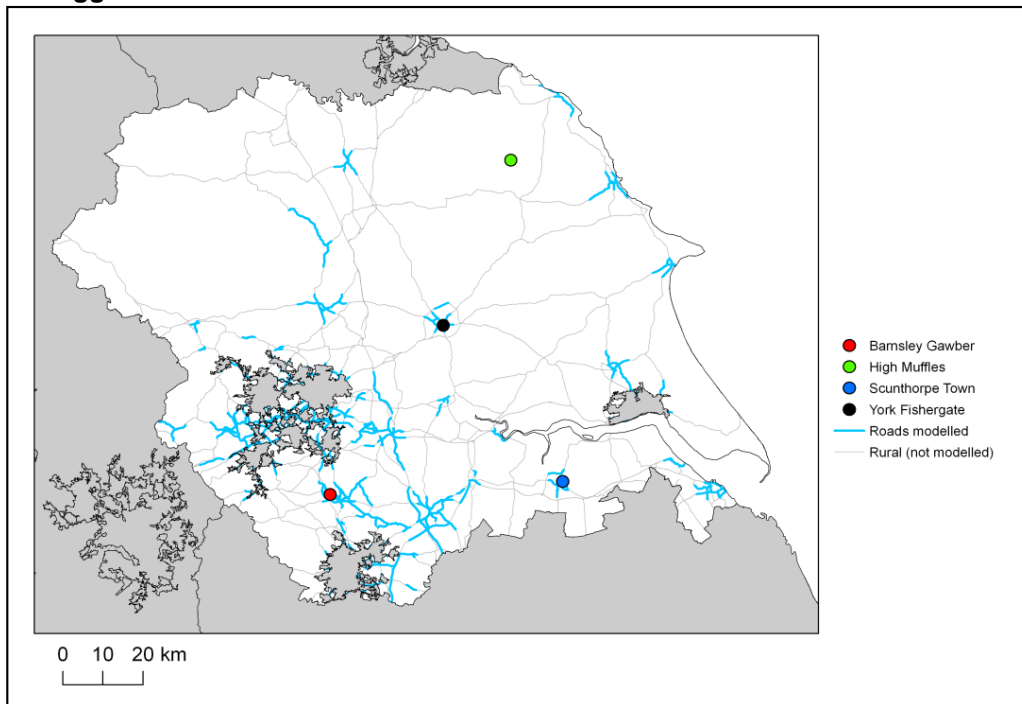 Barnsley Gawber
High Muffles
Scunthorpe Town
York Fishergate
Roads modelled
Rural (not modelled)
0 10 20 km